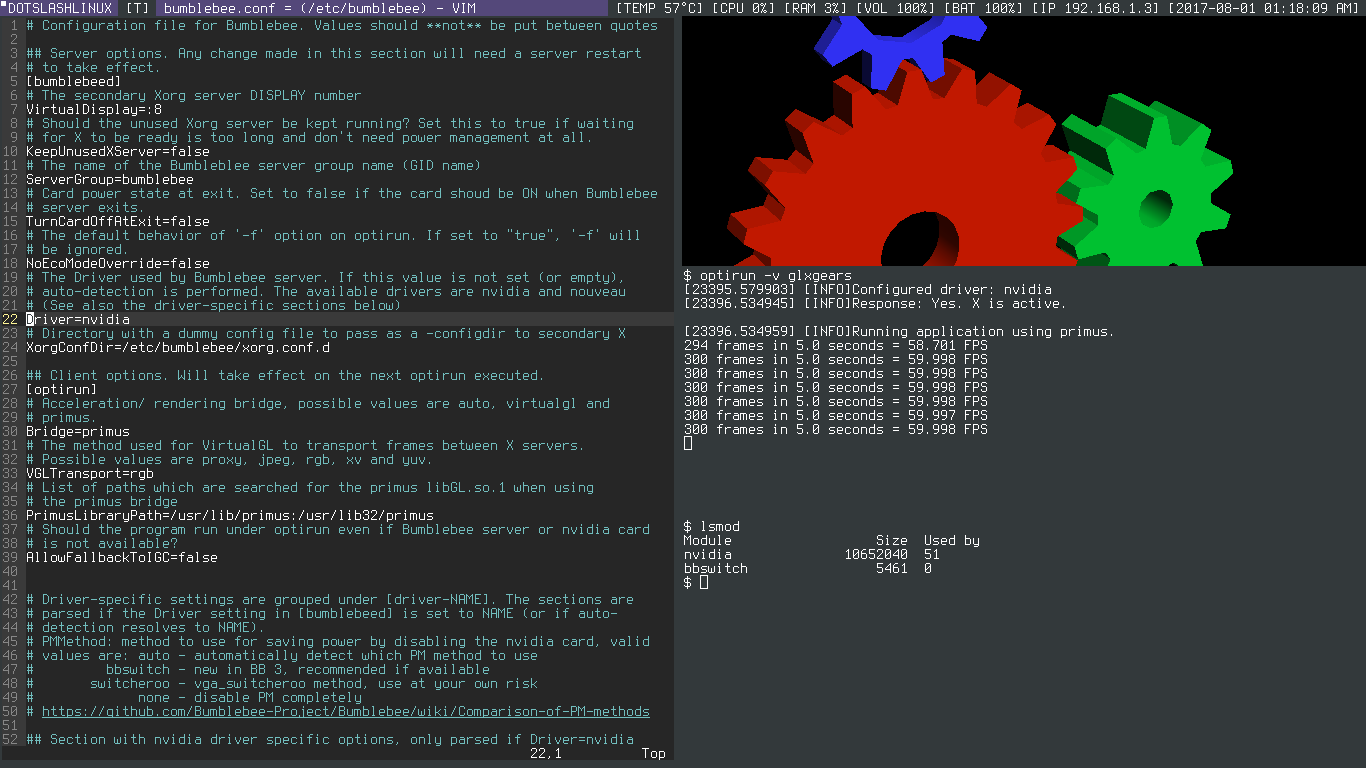 DOTSLASHLINUX [T] bumblebee.conf = (/etc/bumblebee) - VIM [TEMP 57°C] [CPU 0%] [RAM 3%] [VOL 100%] [BAT 100%] [IP 192.168.1.3] [2017-08-01 01:18:09 AM]
1 # Configuration file for Bumblebee. Values should **not** be put between quotes
2
3 ## Server options. Any change made in this section will need a server restart
4 # to take effect.
5 [bumblebeed]
6 # The secondary Xorg server DISPLAY number
7 VirtualDisplay=:8
8 # Should the unused Xorg server be kept running? Set this to true if waiting
9 # for X to be ready is too long and don't need power management at all.
10 KeepUnusedXServer=false
11 # The name of the Bumbleblee server group name (GID name)
12 ServerGroup=bumblebee
13 # Card power state at exit. Set to false if the card shoud be ON when Bumblebee
14 # server exits.
15 TurnCardOffAtExit=false
16 # The default behavior of '-f' option on optirun. If set to "true", '-f' will
17 # be ignored.
18 NoEcoModeOverride=false
19 # The Driver used by Bumblebee server. If this value is not set (or empty),
20 # auto-detection is performed. The available drivers are nvidia and nouveau
21 # (See also the driver-specific sections below)
22 Driver=nvidia
23 # Directory with a dummy config file to pass as a -configdir to secondary X
24 XorgConfDir=/etc/bumblebee/xorg.conf.d
25
26 ## Client options. Will take effect on the next optirun executed.
27 [optirun]
28 # Acceleration/ rendering bridge, possible values are auto, virtualgl and
29 # primus.
30 Bridge=primus
31 # The method used for VirtualGL to transport frames between X servers.
32 # Possible values are proxy, jpeg, rgb, xv and yuv.
33 VGLTransport=rgb
34 # List of paths which are searched for the primus libGL.so.1 when using
35 # the primus bridge
36 PrimusLibraryPath=/usr/lib/primus:/usr/lib32/primus
37 # Should the program run under optirun even if Bumblebee server or nvidia card
38 # is not available?
39 AllowFallbackToIGC=false
40
41
42 # Driver-specific settings are grouped under [driver-NAME]. The sections are
43 # parsed if the Driver setting in [bumblebeed] is set to NAME (or if auto-
44 # detection resolves to NAME).
45 # PMMethod: method to use for saving power by disabling the nvidia card, valid
46 # values are: auto - automatically detect which PM method to use
47 # bbswitch - new in BB 3, recommended if available
48 # switcheroo - vga_switcheroo method, use at your own risk
49 # none - disable PM completely
50 # https://github.com/Bumblebee-Project/Bumblebee/wiki/Comparison-of-PM-methods
51
52 ## Section with nvidia driver specific options, only parsed if Driver=nvidia
22,1 Top
$ optirun -v glxgears
[23395.579903] [INFO]Configured driver: nvidia
[23396.534945] [INFO]Response: Yes. X is active.
[23396.534959] [INFO]Running application using primus.
294 frames in 5.0 seconds = 58.701 FPS
300 frames in 5.0 seconds = 59.998 FPS
300 frames in 5.0 seconds = 59.998 FPS
300 frames in 5.0 seconds = 59.998 FPS
300 frames in 5.0 seconds = 59.998 FPS
300 frames in 5.0 seconds = 59.997 FPS
300 frames in 5.0 seconds = 59.998 FPS
$ lsmod
Module Size Used by
nvidia 10652040 51
bbswitch 5461 0
$